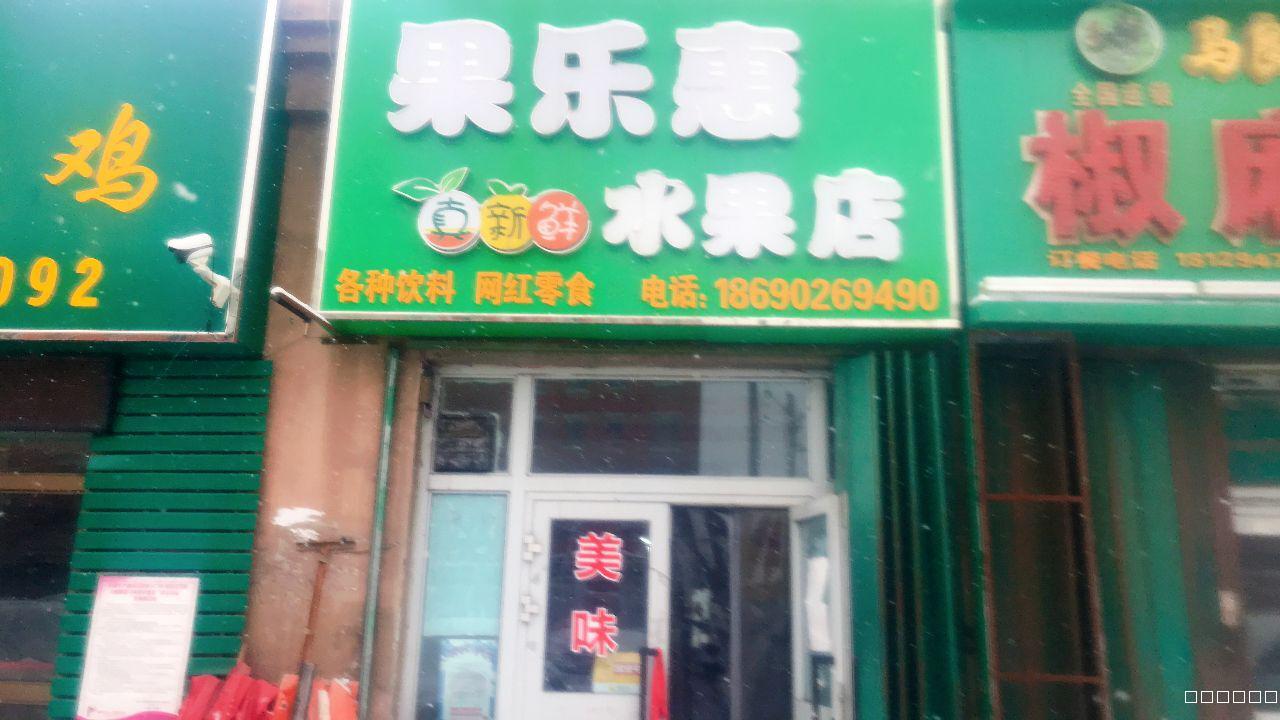 鸡
092
果乐惠
真新鲜 水果店
各种饮料 网红零食 电话:18690269490
椒麻
订餐电话
美
味